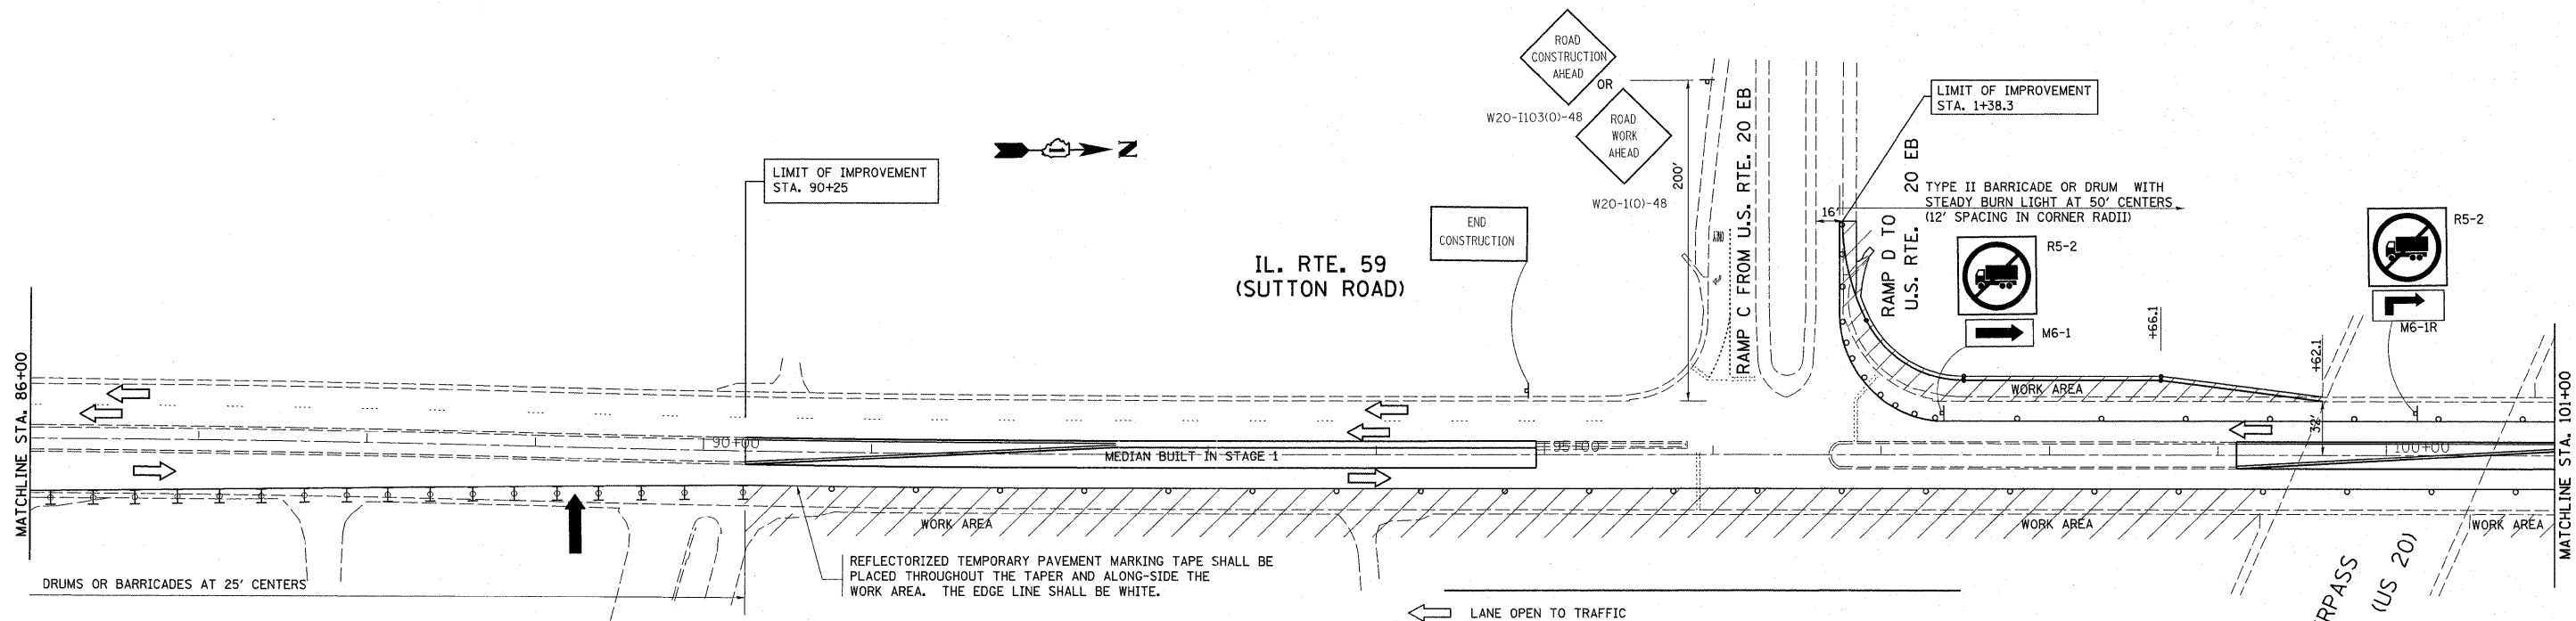 ROAD
CONSTRUCTION
AHEAD
OR
W20-I103(O)-48
ROAD
WORK
AHEAD
W20-1(O)-48
200'
LIMIT OF IMPROVEMENT
STA. 1+38.3
LIMIT OF IMPROVEMENT
STA. 90+25
N
END
CONSTRUCTION
IL. RTE. 59
(SUTTON ROAD)
RAMP C FROM U.S. RTE. 20 EB
ONLY
16'
RAMP D TO
U.S. RTE. 20 EB
TYPE II BARRICADE OR DRUM WITH
STEADY BURN LIGHT AT 50' CENTERS
(12' SPACING IN CORNER RADII)
R5-2
M6-1
R5-2
M6-1R
+66.1
+62.1
32'
MATCHLINE STA. 86+00
90+00
MEDIAN BUILT IN STAGE 1
95+00
WORK AREA
100+00
MATCHLINE STA. 101+00
WORK AREA
WORK AREA
WORK AREA
DRUMS OR BARRICADES AT 25' CENTERS
REFLECTORIZED TEMPORARY PAVEMENT MARKING TAPE SHALL BE
PLACED THROUGHOUT THE TAPER AND ALONG-SIDE THE
WORK AREA. THE EDGE LINE SHALL BE WHITE.
LANE OPEN TO TRAFFIC
RPASS
(US 20)